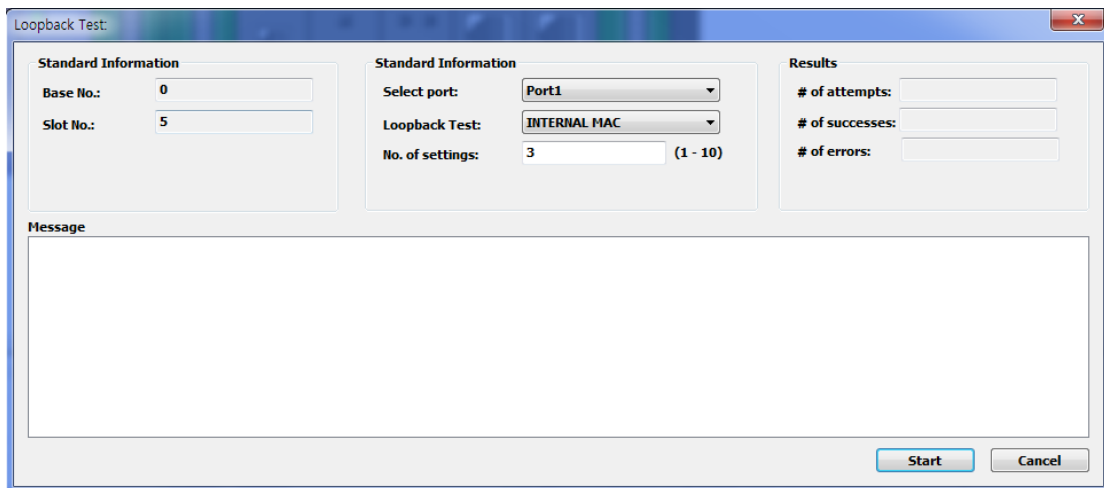 Loopback Test:
Standard Information
Base No.: 0
Slot No.: 5
Standard Information
Select port: Port1
Loopback Test: INTERNAL MAC
No. of settings: 3 (1 - 10)
Results
# of attempts:
# of successes:
# of errors:
Message
Start Cancel